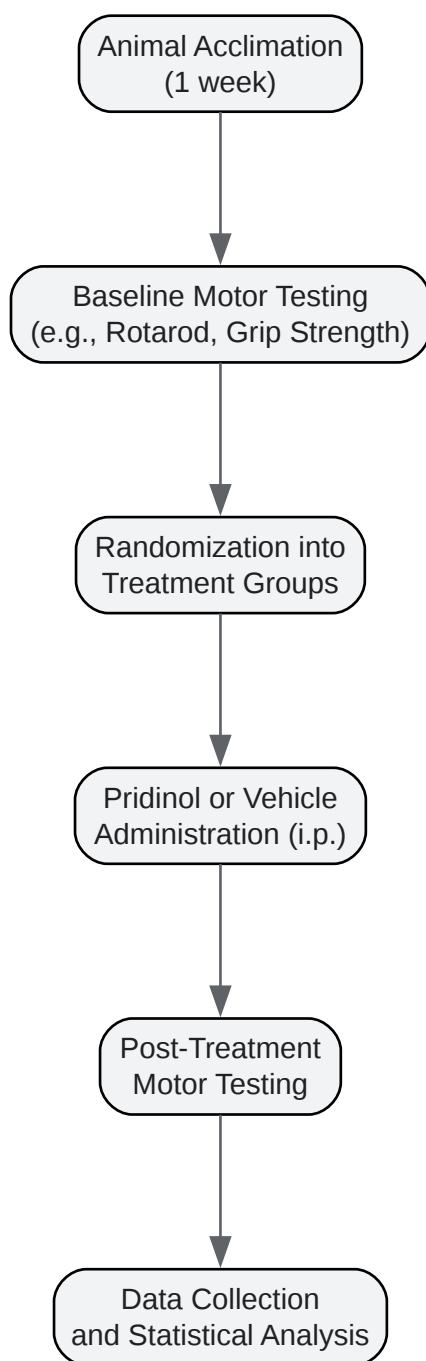 Animal Acclimation
(1 week)
Baseline Motor Testing
(e.g., Rotarod, Grip Strength)
Randomization into
Treatment Groups
Pridinol or Vehicle
Administration (i.p.)
Post-Treatment
Motor Testing
Data Collection
and Statistical Analysis